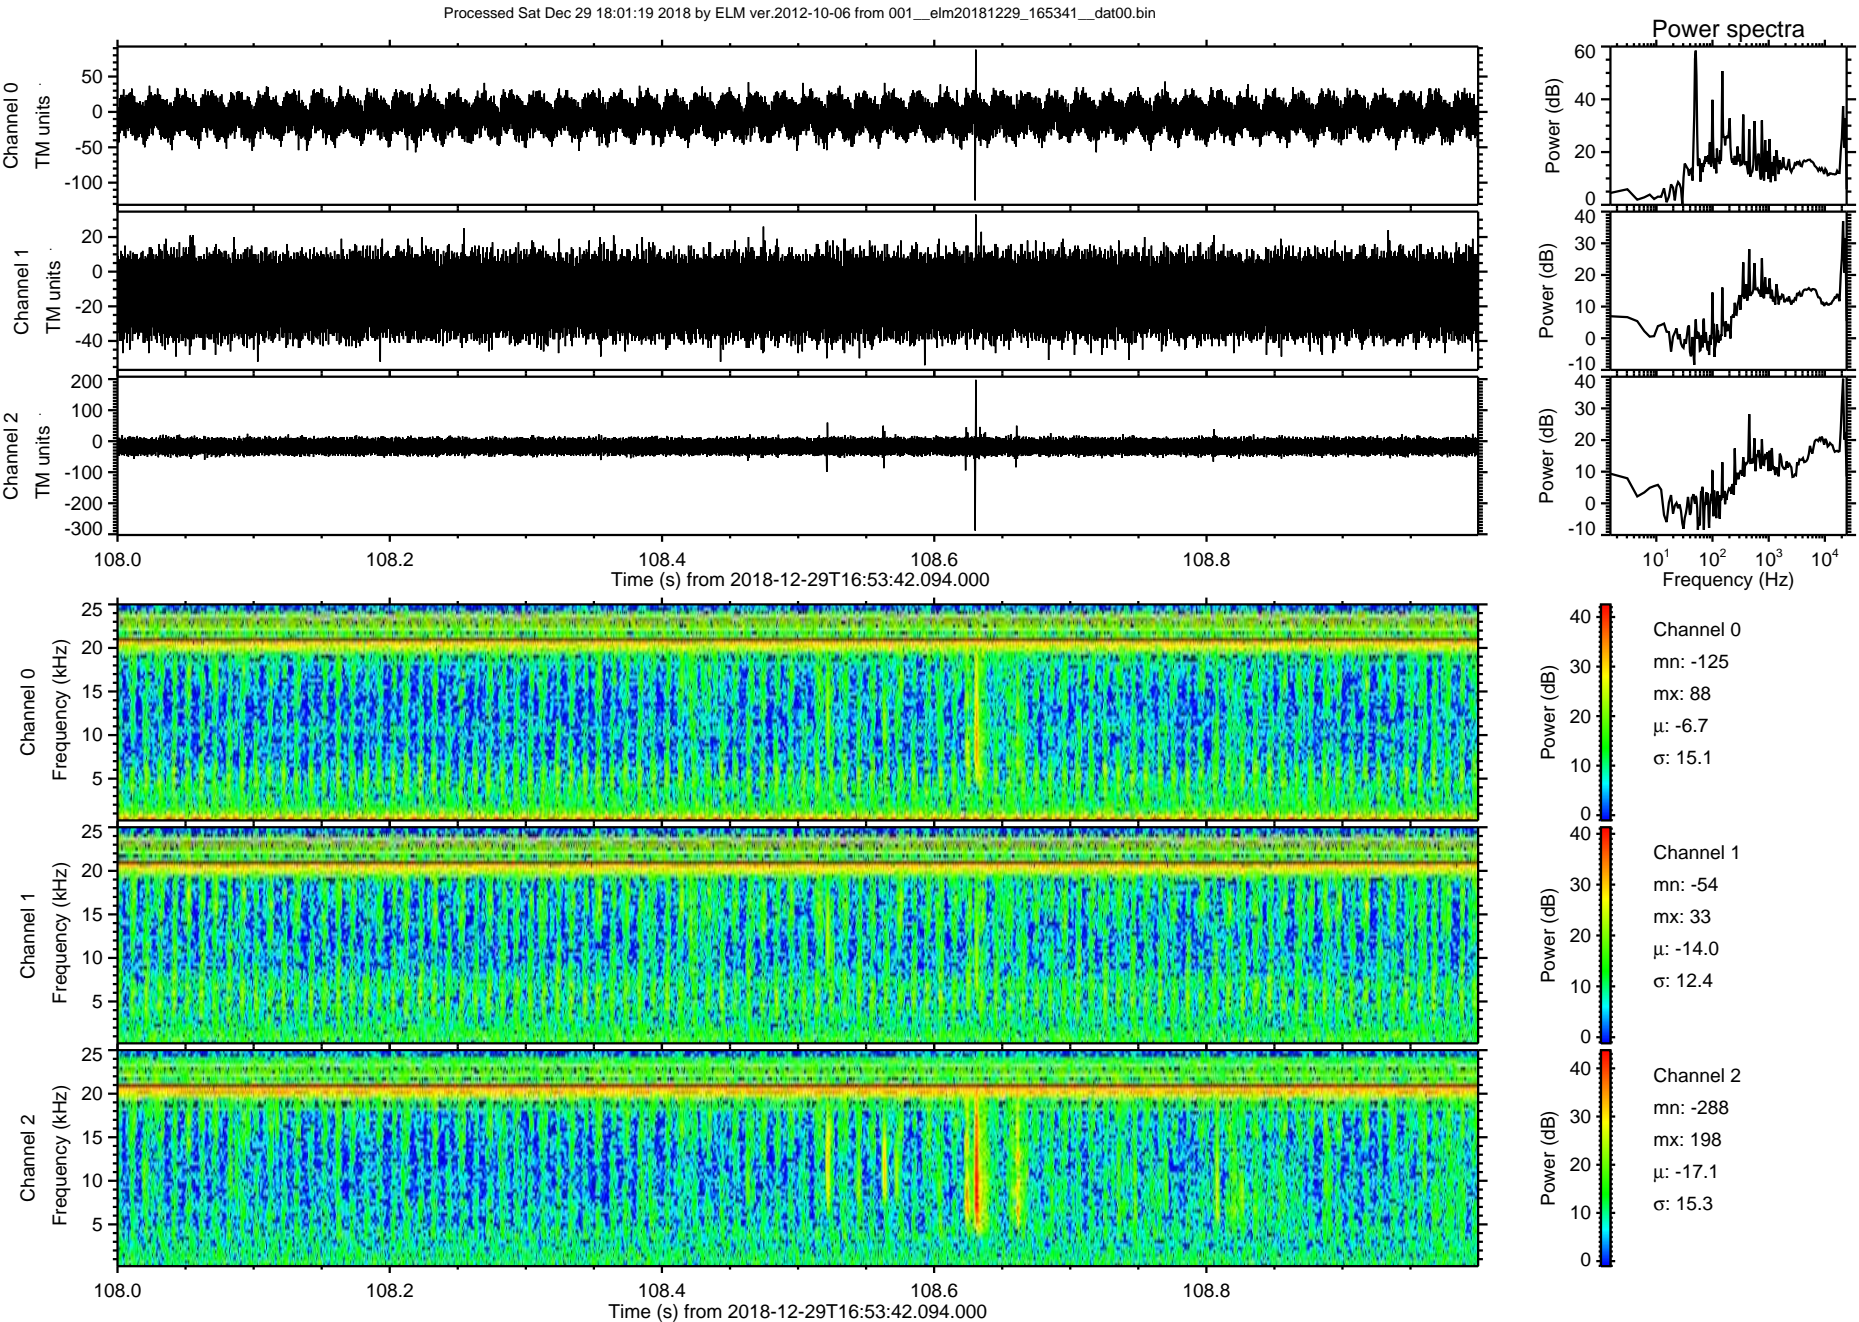 Processed Sat Dec 29 18:01:19 2018 by ELM ver.2012-10-06 from 001__elm20181229_165341__dat00.bin
Power spectra
Channel 0
TM units
50
0
-50
-100
Power (dB)
60
40
20
0
Channel 1
TM units
20
0
-20
-40
Power (dB)
40
30
20
10
0
-10
Channel 2
TM units
200
100
0
-100
-200
-300
Power (dB)
40
30
20
10
0
-10
108.0 108.2 108.4 108.6 108.8
Time (s) from 2018-12-29T16:53:42.094.000
10^1 10^2 10^3 10^4
Frequency (Hz)
Channel 0
Frequency (kHz)
25
20
15
10
5
Power (dB)
40
30
20
10
0
Channel 0
mn: -125
mx: 88
μ: -6.7
σ: 15.1
Channel 1
Frequency (kHz)
25
20
15
10
5
Power (dB)
40
30
20
10
0
Channel 1
mn: -54
mx: 33
μ: -14.0
σ: 12.4
Channel 2
Frequency (kHz)
25
20
15
10
5
Power (dB)
40
30
20
10
0
Channel 2
mn: -288
mx: 198
μ: -17.1
σ: 15.3
108.0 108.2 108.4 108.6 108.8
Time (s) from 2018-12-29T16:53:42.094.000